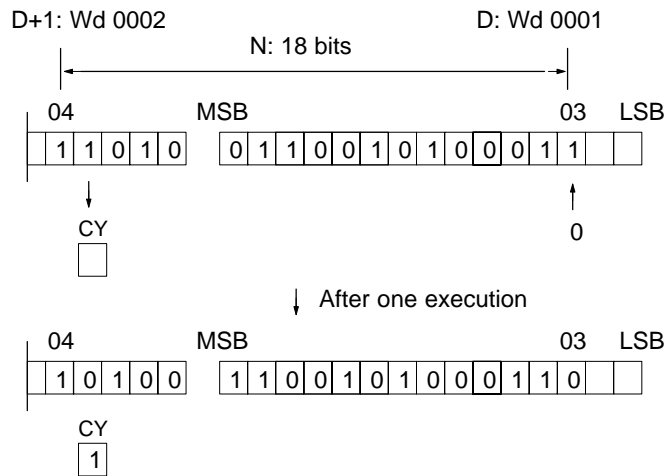 D+1: Wd 0002 D: Wd 0001
N: 18 bits
04 MSB 03 LSB
1 1 0 1 0 0 1 1 0 0 1 0 1 0 0 0 1 1
CY 0
After one execution
04 MSB 03 LSB
1 0 1 0 0 1 1 0 0 1 0 1 0 0 0 1 1 0
CY
1